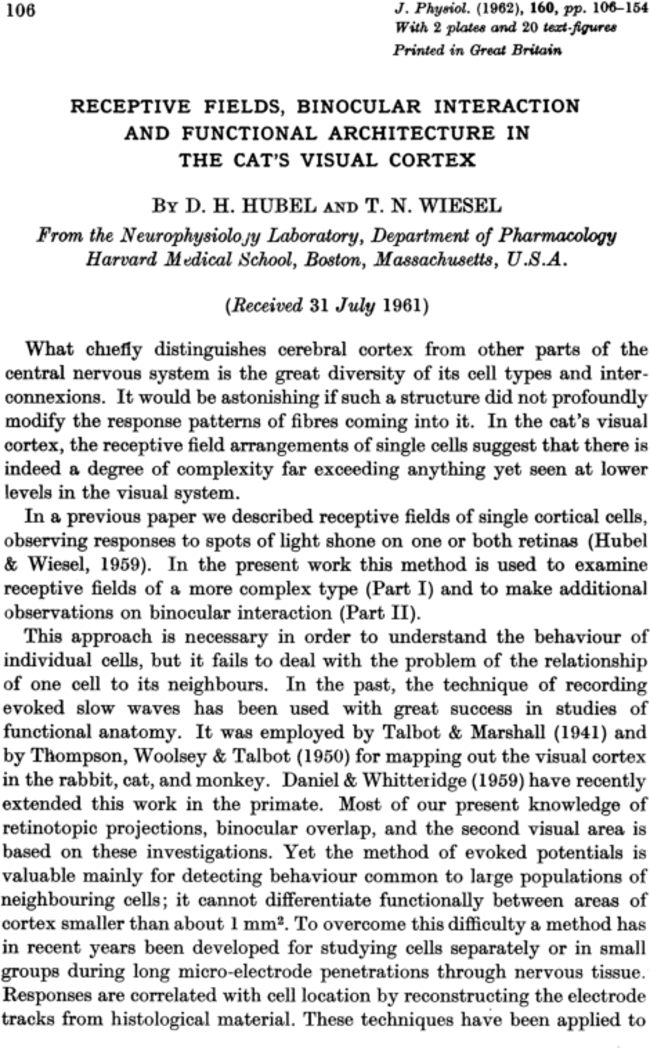 106
J. Physiol. (1962), 160, pp. 106–154
With 2 plates and 20 text-figures
Printed in Great Britain
RECEPTIVE FIELDS, BINOCULAR INTERACTION
AND FUNCTIONAL ARCHITECTURE IN
THE CAT'S VISUAL CORTEX
By D. H. HUBEL AND T. N. WIESEL
From the Neurophysiology Laboratory, Department of Pharmacology
Harvard Medical School, Boston, Massachusetts, U.S.A.
(Received 31 July 1961)
What chiefly distinguishes cerebral cortex from other parts of the
central nervous system is the great diversity of its cell types and inter-
connexions. It would be astonishing if such a structure did not profoundly
modify the response patterns of fibres coming into it. In the cat's visual
cortex, the receptive field arrangements of single cells suggest that there is
indeed a degree of complexity far exceeding anything yet seen at lower
levels in the visual system.
In a previous paper we described receptive fields of single cortical cells,
observing responses to spots of light shone on one or both retinas (Hubel
& Wiesel, 1959). In the present work this method is used to examine
receptive fields of a more complex type (Part I) and to make additional
observations on binocular interaction (Part II).
This approach is necessary in order to understand the behaviour of
individual cells, but it fails to deal with the problem of the relationship
of one cell to its neighbours. In the past, the technique of recording
evoked slow waves has been used with great success in studies of
functional anatomy. It was employed by Talbot & Marshall (1941) and
by Thompson, Woolsey & Talbot (1950) for mapping out the visual cortex
in the rabbit, cat, and monkey. Daniel & Whitteridge (1959) have recently
extended this work in the primate. Most of our present knowledge of
retinotopic projections, binocular overlap, and the second visual area is
based on these investigations. Yet the method of evoked potentials is
valuable mainly for detecting behaviour common to large populations of
neighbouring cells; it cannot differentiate functionally between areas of
cortex smaller than about 1 mm². To overcome this difficulty a method has
in recent years been developed for studying cells separately or in small
groups during long micro-electrode penetrations through nervous tissue.
Responses are correlated with cell location by reconstructing the electrode
tracks from histological material. These techniques have been applied to